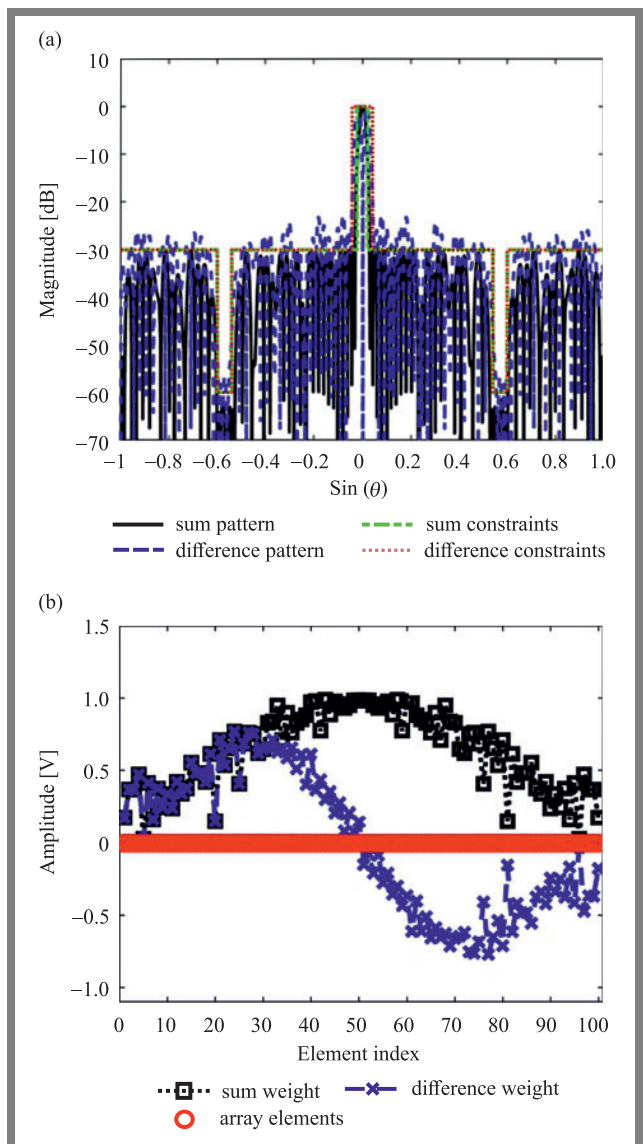 (a)
10
0
−10
−20
−30
−40
−50
−60
−70
Magnitude [dB]
−1 −0.8 −0.6 −0.4 −0.2 0 0.2 0.4 0.6 0.8 1.0
Sin (θ)
sum pattern sum constraints
difference pattern difference constraints
(b)
1.5
1.0
0.5
0
−0.5
−1.0
Amplitude [V]
0 10 20 30 40 50 60 70 80 90 100
Element index
sum weight difference weight
array elements